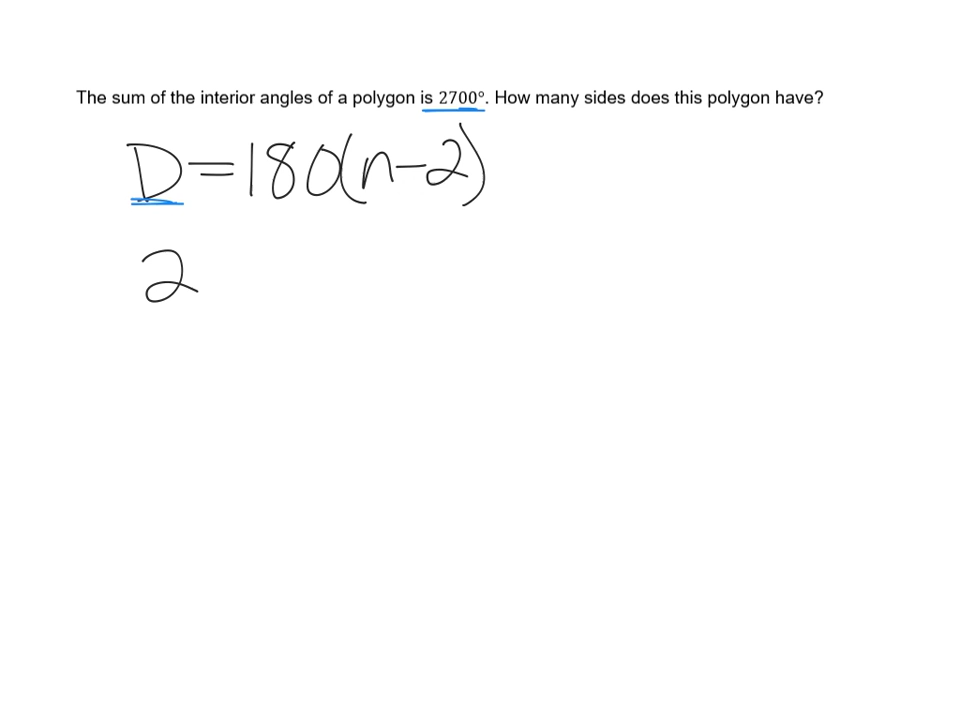 The sum of the interior angles of a polygon is 2700°. How many sides does this polygon have?
D=180(n-2)
2